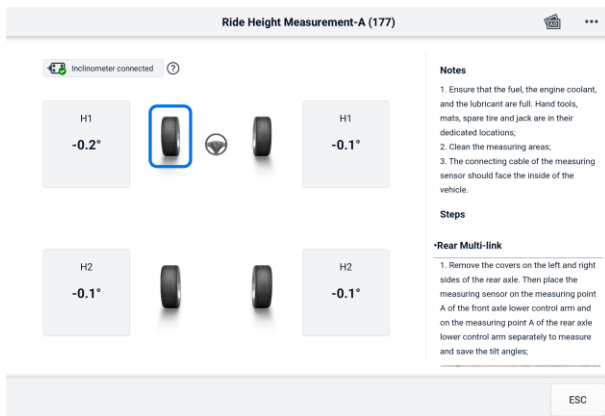 Ride Height Measurement-A (177)
Inclinometer connected ?
H1
-0.2°
H1
-0.1°
H2
-0.1°
H2
-0.1°
Notes
1. Ensure that the fuel, the engine coolant,
and the lubricant are full. Hand tools,
mats, spare tire and jack are in their
dedicated locations;
2. Clean the measuring areas;
3. The connecting cable of the measuring
sensor should face the inside of the
vehicle.
Steps
•Rear Multi-link
1. Remove the covers on the left and right
sides of the rear axle. Then place the
measuring sensor on the measuring point
A of the front axle lower control arm and
on the measuring point A of the rear axle
lower control arm separately to measure
and save the tilt angles;
ESC